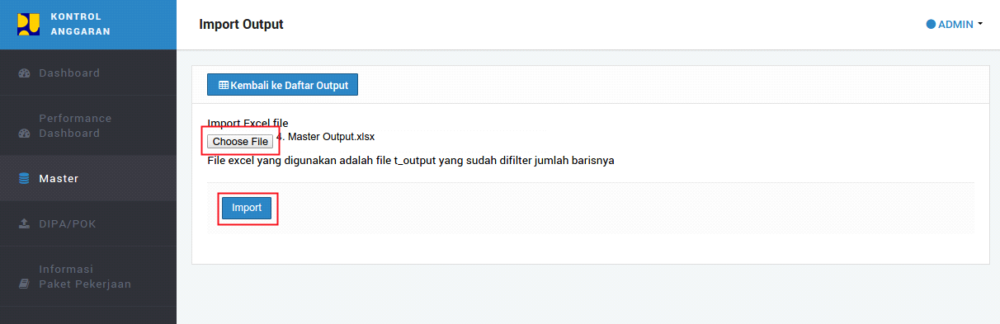 KONTROL
ANGGARAN
Import Output
ADMIN
Dashboard
Performance
Dashboard
Master
DIPA/POK
Informasi
Paket Pekerjaan
Kembali ke Daftar Output
Import Excel file
Choose File 4. Master Output.xlsx
File excel yang digunakan adalah file t_output yang sudah difilter jumlah barisnya
Import